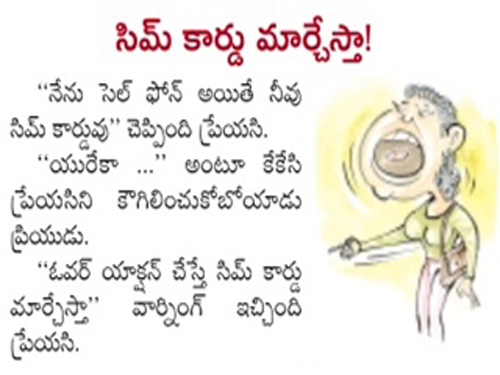 సిమ్ కార్డు మార్చేస్తా!
“నేను సెల్ ఫోన్ అయితే నీవు
సిమ్ కార్డువు” చెప్పింది ప్రేయసి.
“యురేకా ...” అంటూ కేకేసి
ప్రేయసిని కౌగిలించుకోబోయాడు
ప్రియుడు.
“ఓవర్ యాక్షన్ చేస్తే సిమ్ కార్డు
మార్చేస్తా” వార్నింగ్ ఇచ్చింది
ప్రేయసి.